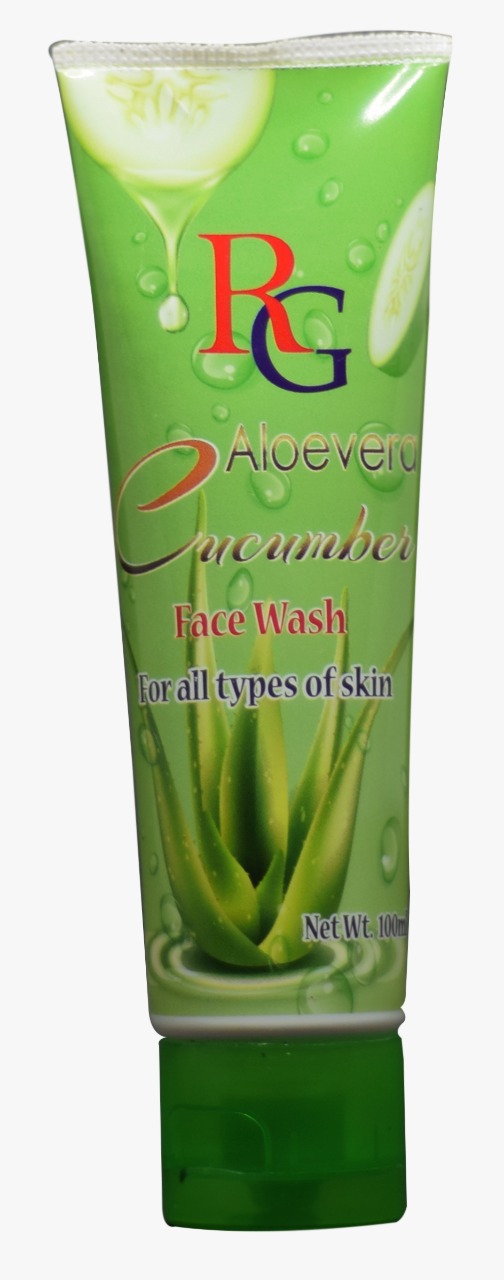 RG
Aloevera
Cucumber
Face Wash
For all types of skin
Net Wt. 100ml